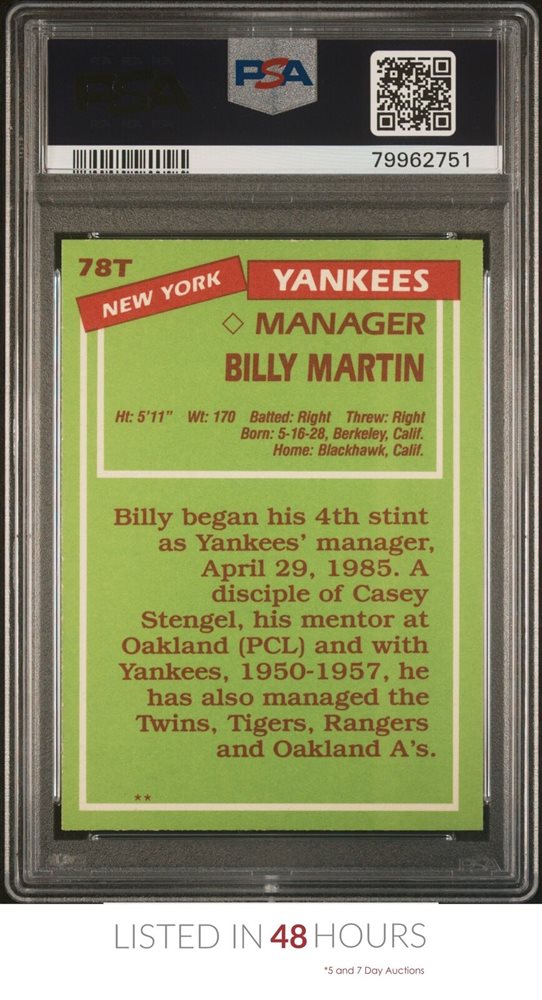 PSA
79962751
78T
NEW YORK
YANKEES
◇ MANAGER
BILLY MARTIN
Ht: 5'11" Wt: 170 Batted: Right Threw: Right
Born: 5-16-28, Berkeley, Calif.
Home: Blackhawk, Calif.
Billy began his 4th stint
as Yankees' manager,
April 29, 1985. A
disciple of Casey
Stengel, his mentor at
Oakland (PCL) and with
Yankees, 1950-1957, he
has also managed the
Twins, Tigers, Rangers
and Oakland A's.
**
PSA
LISTED IN 48 HOURS
*5 and 7 Day Auctions